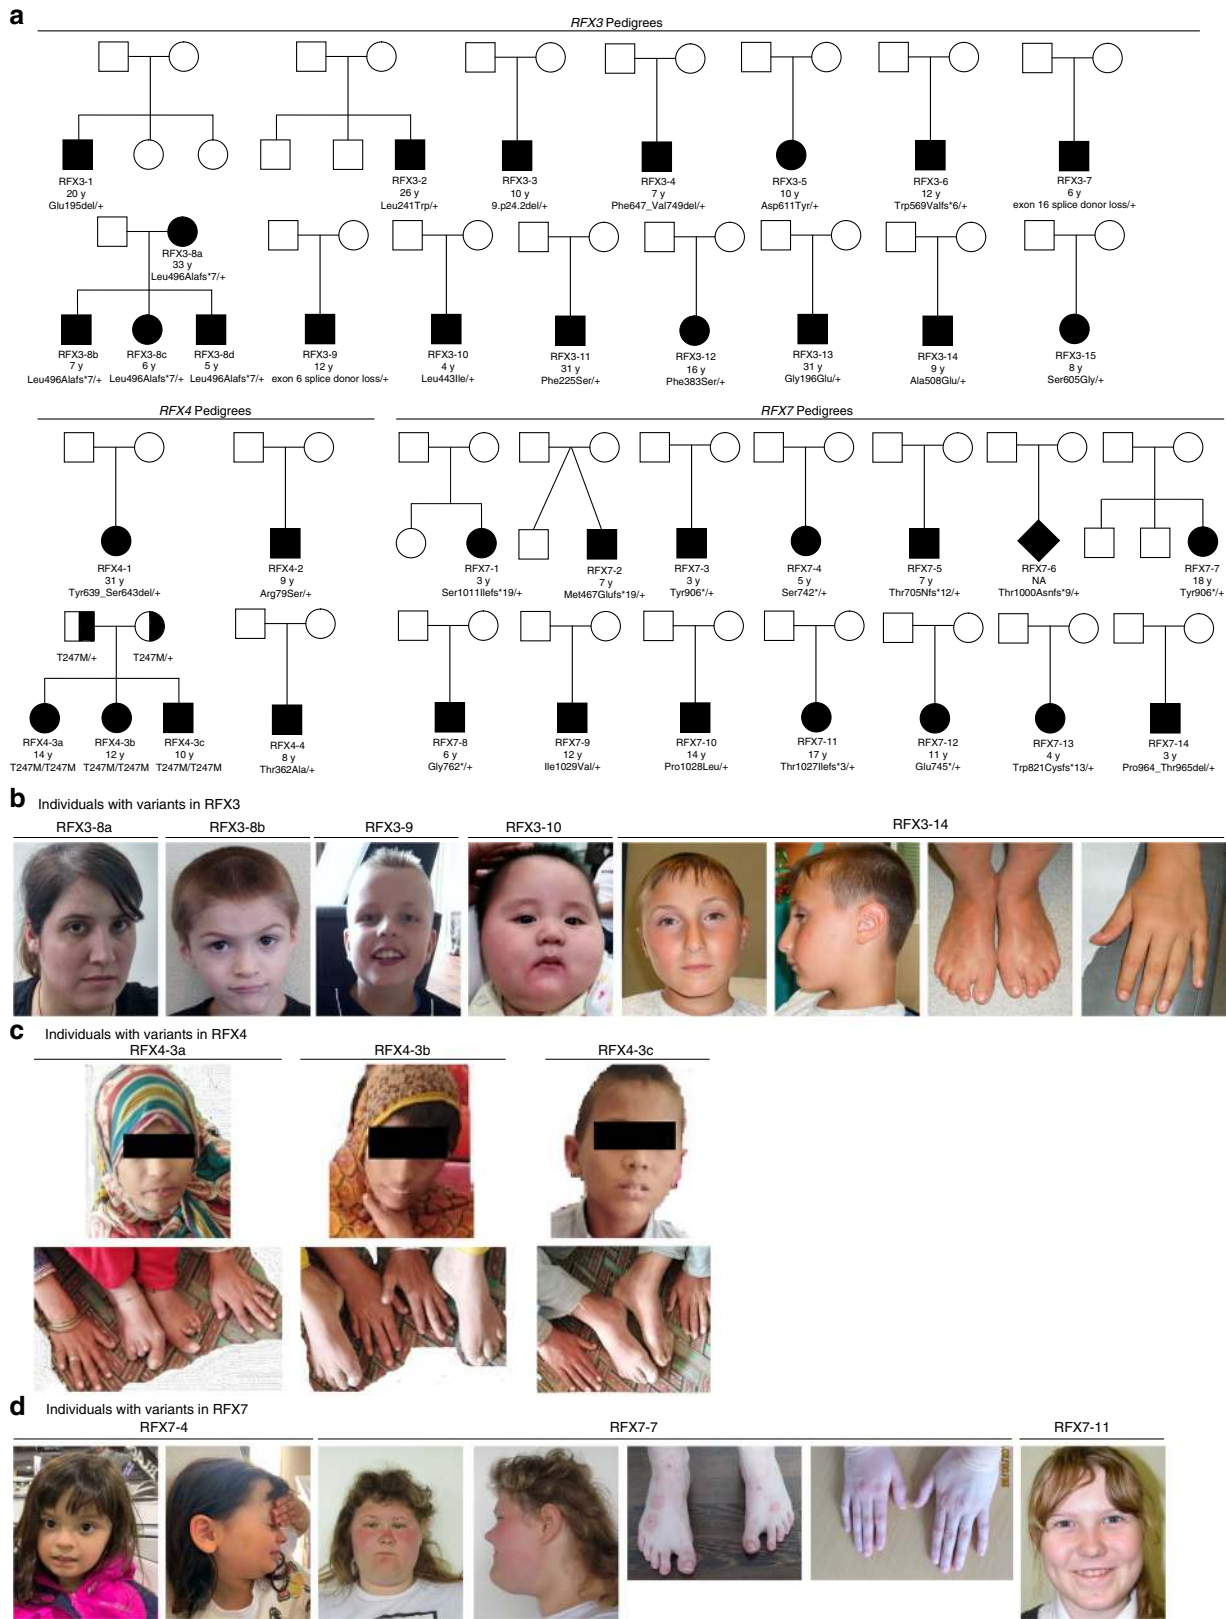 a
RFX3 Pedigrees
RFX3-1
20 y
Glu195del/+
RFX3-2
26 y
Leu241Trp/+
RFX3-3
10 y
9.p24.2del/+
RFX3-4
7 y
Phe647_Val749del/+
RFX3-5
10 y
Asp611Tyr/+
RFX3-6
12 y
Trp569Valfs*6/+
RFX3-7
6 y
exon 16 splice donor loss/+
RFX3-8a
33 y
Leu496Alafs*7/+
RFX3-8b
7 y
Leu496Alafs*7/+
RFX3-8c
6 y
Leu496Alafs*7/+
RFX3-8d
5 y
Leu496Alafs*7/+
RFX3-9
12 y
exon 6 splice donor loss/+
RFX3-10
4 y
Leu443Ile/+
RFX3-11
31 y
Phe225Ser/+
RFX3-12
16 y
Phe383Ser/+
RFX3-13
31 y
Gly196Glu/+
RFX3-14
9 y
Ala508Glu/+
RFX3-15
8 y
Ser605Gly/+
RFX4 Pedigrees
RFX4-1
31 y
Tyr639_Ser643del/+
RFX4-2
9 y
Arg79Ser/+
T247M/+
T247M/+
RFX4-3a
14 y
T247M/T247M
RFX4-3b
12 y
T247M/T247M
RFX4-3c
10 y
T247M/T247M
RFX4-4
8 y
Thr362Ala/+
RFX7 Pedigrees
RFX7-1
3 y
Ser1011Ilefs*19/+
RFX7-2
7 y
Met467Glufs*19/+
RFX7-3
3 y
Tyr906*/+
RFX7-4
5 y
Ser742*/+
RFX7-5
7 y
Thr705Nfs*12/+
RFX7-6
NA
Thr1000Asnfs*9/+
RFX7-7
18 y
Tyr906*/+
RFX7-8
6 y
Gly762*/+
RFX7-9
12 y
Ile1029Val/+
RFX7-10
14 y
Pro1028Leu/+
RFX7-11
17 y
Thr1027Ilefs*3/+
RFX7-12
11 y
Glu745*/+
RFX7-13
4 y
Trp821Cysfs*13/+
RFX7-14
3 y
Pro964_Thr965del/+
b Individuals with variants in RFX3
RFX3-8a
RFX3-8b
RFX3-9
RFX3-10
RFX3-14
c Individuals with variants in RFX4
RFX4-3a
RFX4-3b
RFX4-3c
d Individuals with variants in RFX7
RFX7-4
RFX7-7
RFX7-11